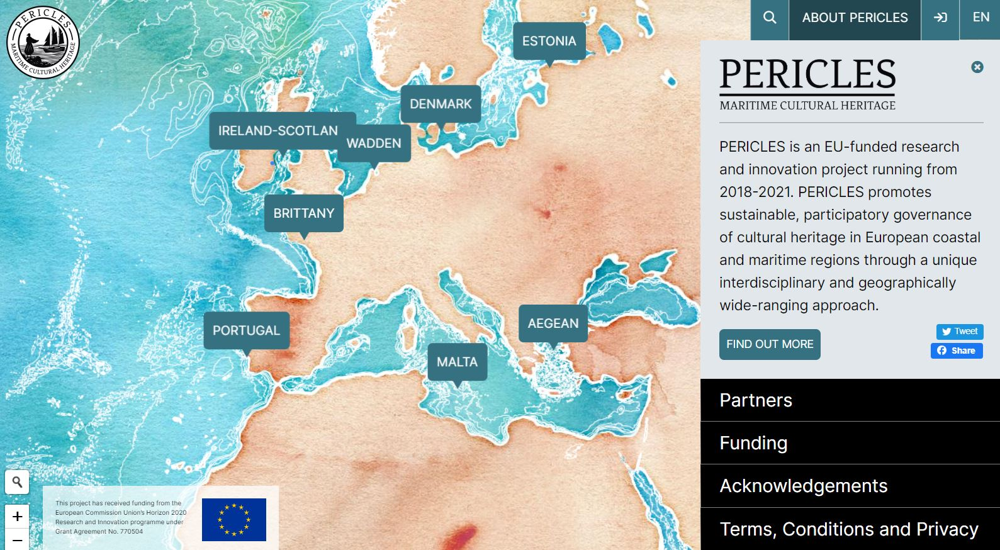 PERICLES
MARITIME CULTURAL HERITAGE
ABOUT PERICLES
EN
ESTONIA
DENMARK
IRELAND-SCOTLAN
WADDEN
BRITTANY
PORTUGAL
AEGEAN
MALTA
PERICLES
MARITIME CULTURAL HERITAGE
PERICLES is an EU-funded research
and innovation project running from
2018-2021. PERICLES promotes
sustainable, participatory governance
of cultural heritage in European coastal
and maritime regions through a unique
interdisciplinary and geographically
wide-ranging approach.
FIND OUT MORE
Tweet
Share
Partners
Funding
Acknowledgements
Terms, Conditions and Privacy
+
−
This project has received funding from the
European Commission Union's Horizon 2020
Research and Innovation programme under
Grant Agreement No. 770504